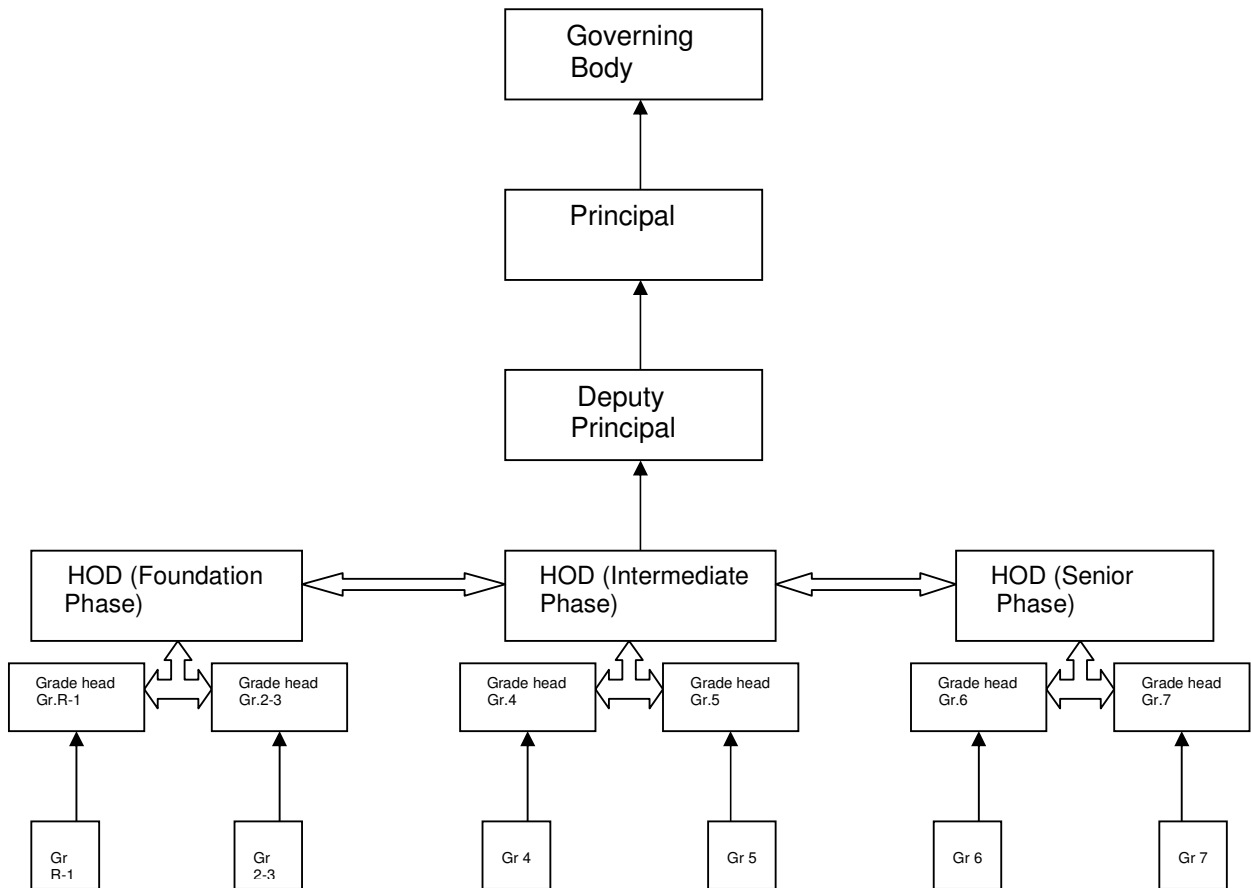 Governing
Body
Principal
Deputy
Principal
HOD (Foundation
Phase)
HOD (Intermediate
Phase)
HOD (Senior
Phase)
Grade head
Gr.R-1
Grade head
Gr.2-3
Grade head
Gr.4
Grade head
Gr.5
Grade head
Gr.6
Grade head
Gr.7
Gr
R-1
Gr
2-3
Gr 4
Gr 5
Gr 6
Gr 7